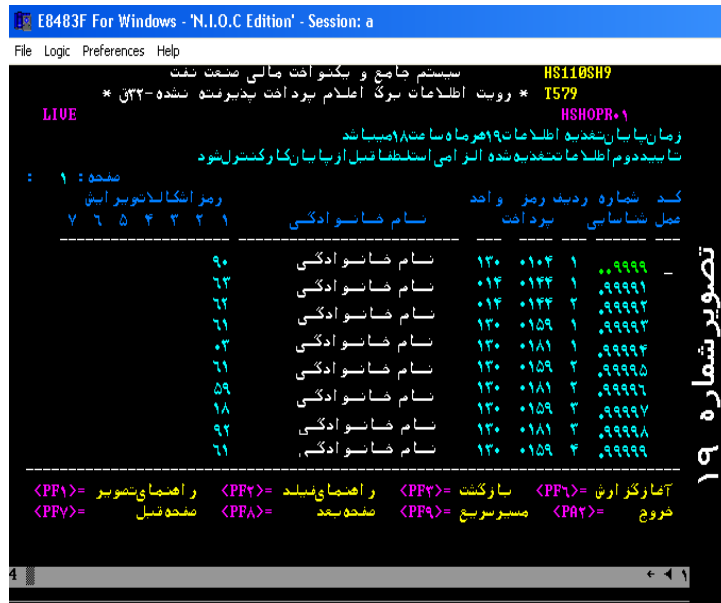 E8483F For Windows - 'N.I.O.C Edition' - Session: a
File Logic Preferences Help
سیستم جامع و یکنواخت مالی صنعت نفت HS110SH9
* رویت اطلاعات برگ اعلام پرداخت پذیرفته نشده-۳۲ق * T579
LIVE HSHOPR۰۱
زمان پایان تغذیه اطلاعات ۱۹هرماه ساعت ۱۸میباشد
تایید دوم اطلاعات تغذیه شده الزامی است لطفا قبل از پایان کار کنترل شود
صفحه : ۱ :
کد شماره ردیف رمز واحد رمز اشکالات ویرایش
عمل شناسایی پرداخت نام خانوادگی ۱ ۲ ۳ ۴ ۵ ۶ ۷
_ ۰۰۹۹۹۹ ۱ ۰۱۰۴ ۱۳۰ نام خانوادگی ۹۰
۰۹۹۹۹۱ ۱ ۰۱۴۴ ۰۱۴ نام خانوادگی ۶۳
۰۹۹۹۹۲ ۲ ۰۱۴۴ ۰۱۴ نام خانوادگی ۶۲
۰۹۹۹۹۳ ۱ ۰۱۵۹ ۱۳۰ نام خانوادگی ۶۱
۰۹۹۹۹۴ ۱ ۰۱۸۱ ۱۳۰ نام خانوادگی ۰۳
۰۹۹۹۹۵ ۲ ۰۱۵۹ ۱۳۰ نام خانوادگی ۶۱
۰۹۹۹۹۶ ۲ ۰۱۸۱ ۱۳۰ نام خانوادگی ۵۹
۰۹۹۹۹۷ ۳ ۰۱۵۹ ۱۳۰ ۱۸
۰۹۹۹۹۸ ۳ ۰۱۸۱ ۱۳۰ نام خانوادگی ۹۲
۰۹۹۹۹۹ ۴ ۰۱۵۹ ۱۳۰ نام خانوادگی ۶۱
آغاز گزارش =<PF۶> بازگشت =<PF۳> راهنمای فیلد =<PF۲> راهنمای تصویر =<PF۱>
خروج =<PA۲> مسیر سریع =<PF۹> صفحه بعد =<PF۸> صفحه قبل =<PF۷>
تصویر شماره ۱۹
4 ۱